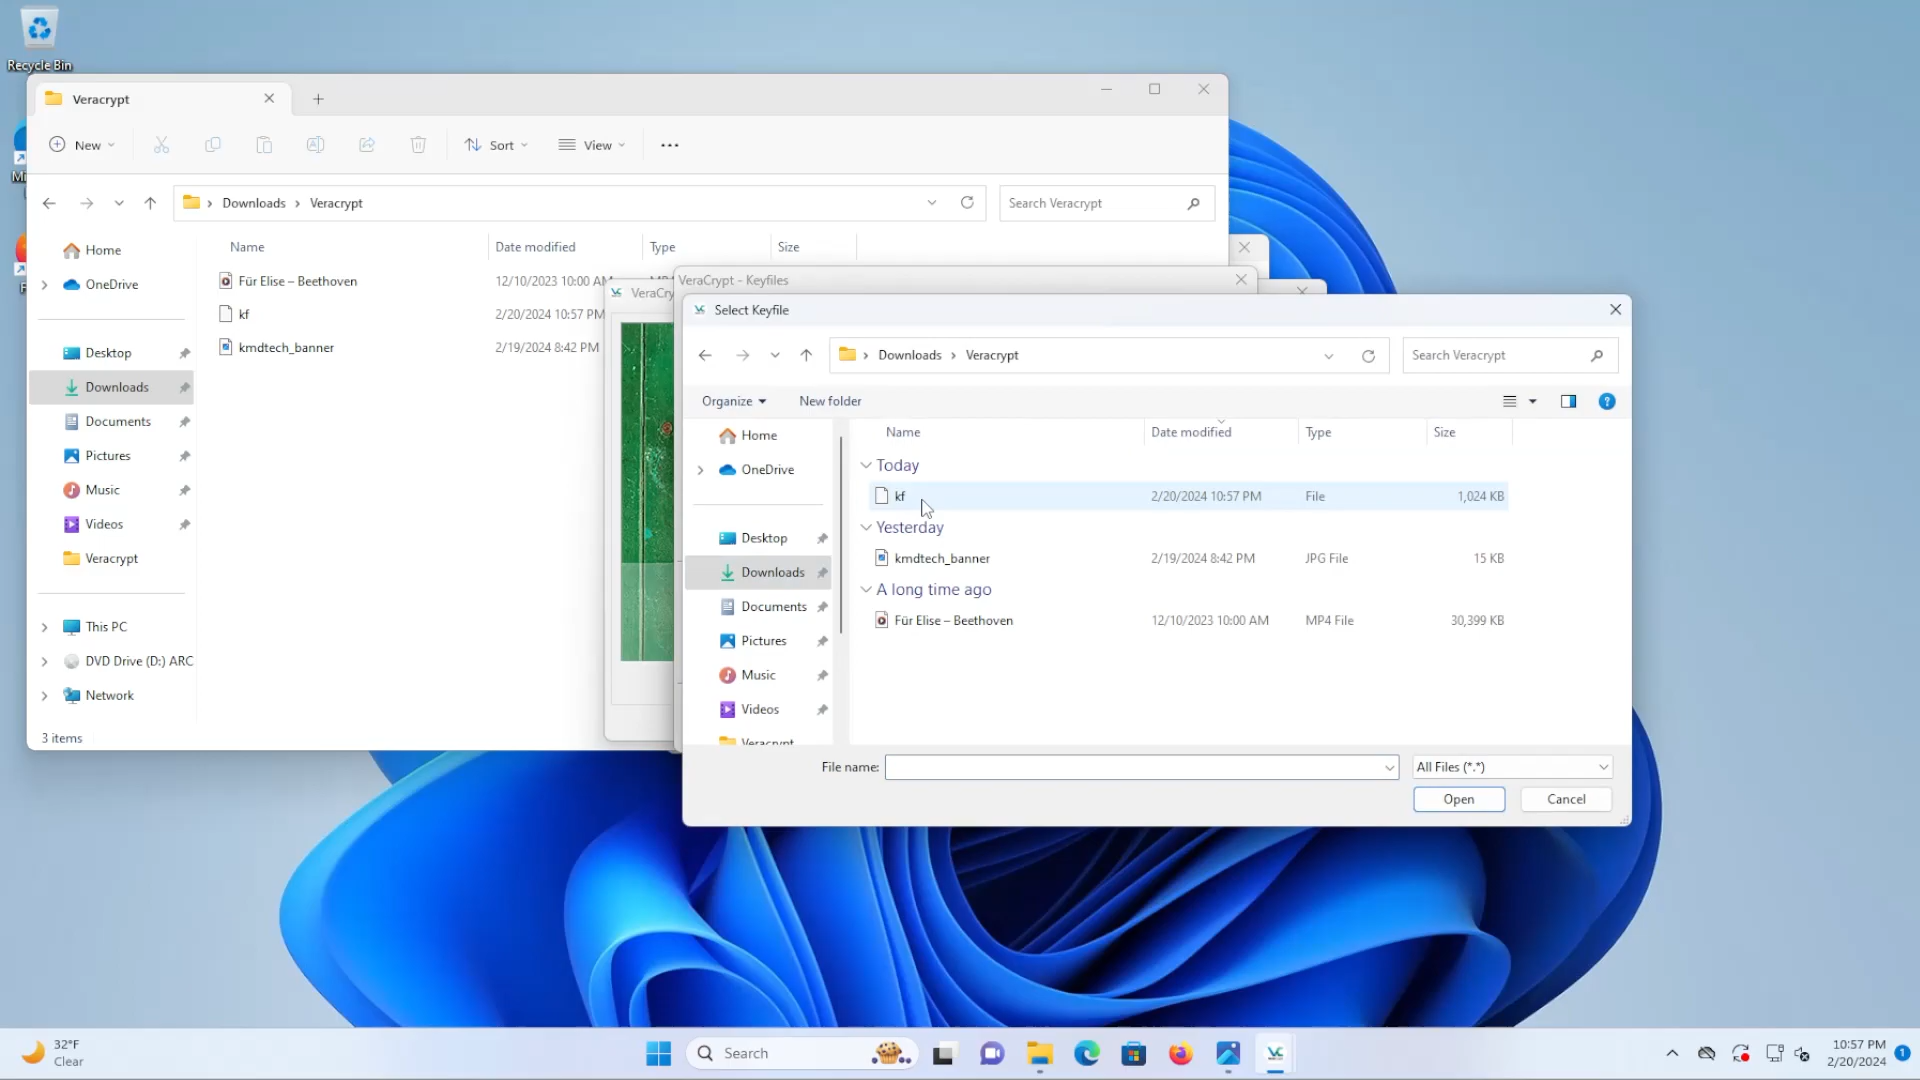 Recycle Bin
Veracrypt
New
Sort
View
Downloads > Veracrypt
Search Veracrypt
Name
Date modified
Type
Size
Home
OneDrive
Desktop
Downloads
Documents
Pictures
Music
Videos
Veracrypt
This PC
DVD Drive (D:) ARC
Network
Für Elise – Beethoven
12/10/2023 10:00 AM
kf
2/20/2024 10:57 PM
kmdtech_banner
2/19/2024 8:42 PM
3 items
VeraCrypt - Keyfiles
Select Keyfile
Downloads > Veracrypt
Search Veracrypt
Organize
New folder
Home
OneDrive
Desktop
Downloads
Documents
Pictures
Music
Videos
Veracrypt
Name
Date modified
Type
Size
Today
kf
2/20/2024 10:57 PM
File
1,024 KB
Yesterday
kmdtech_banner
2/19/2024 8:42 PM
JPG File
15 KB
A long time ago
Für Elise – Beethoven
12/10/2023 10:00 AM
MP4 File
30,399 KB
File name:
All Files (*.*)
Open
Cancel
32°F
Clear
Search
10:57 PM
2/20/2024
1